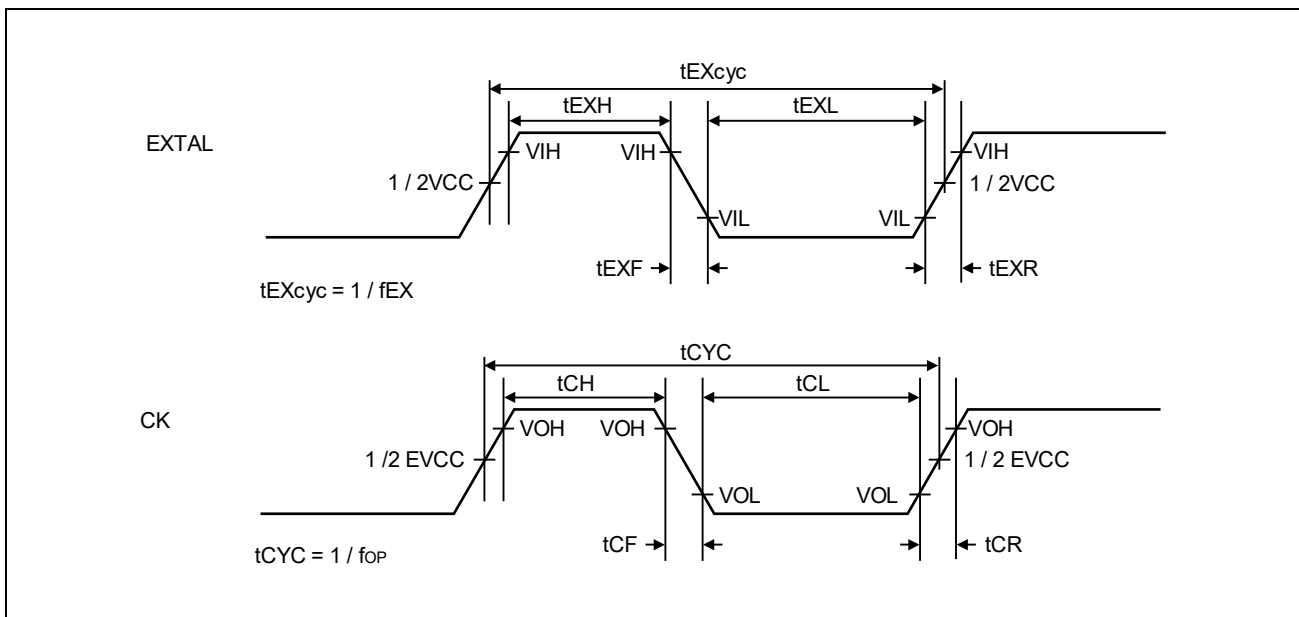 tEXcyc
tEXH
tEXL
EXTAL
VIH
VIH
VIH
1 / 2VCC
1 / 2VCC
VIL
VIL
tEXF
tEXR
tEXcyc = 1 / fEX
tCYC
tCH
tCL
CK
VOH
VOH
VOH
1 /2 EVCC
1 / 2 EVCC
VOL
VOL
tCF
tCR
tCYC = 1 / fOP